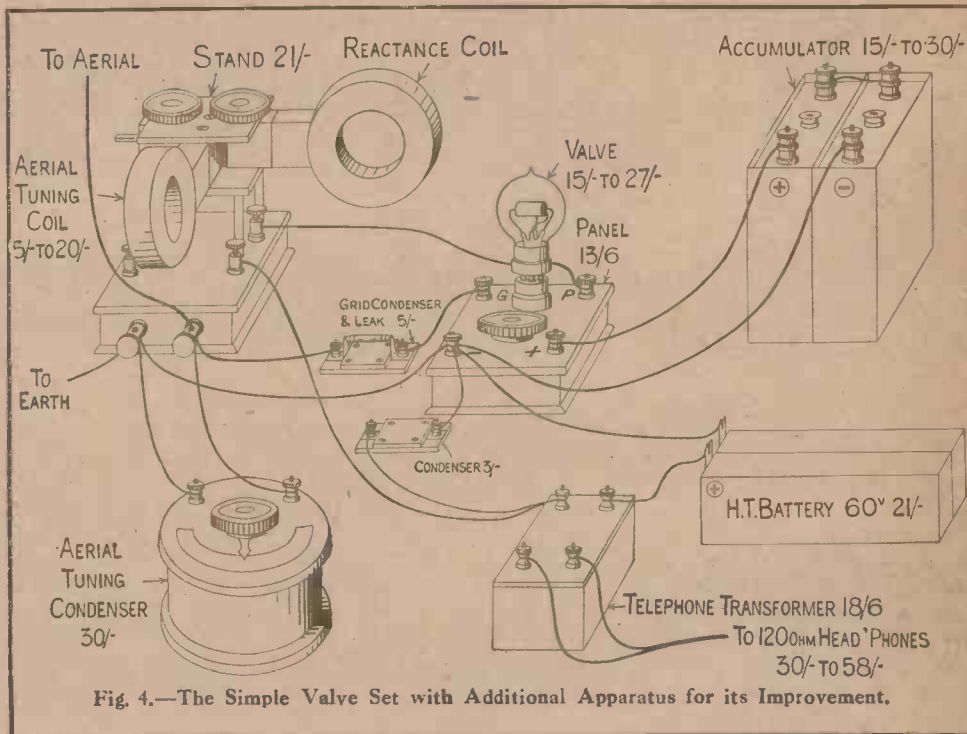 TO AERIAL
STAND 21/-
REACTANCE COIL
ACCUMULATOR 15/- TO 30/-
AERIAL
TUNING
COIL
5/- TO 20/-
VALVE
15/- TO 27/-
PANEL
13/6
G
P
- +
GRID CONDENSER
& LEAK 5/-
+
-
TO
EARTH
CONDENSER 3/-
+
H.T. BATTERY 60V 21/-
AERIAL
TUNING
CONDENSER
30/-
TELEPHONE TRANSFORMER 18/6
TO 120 OHM HEAD 'PHONES
30/- TO 58/-
Fig. 4.—The Simple Valve Set with Additional Apparatus for its Improvement.